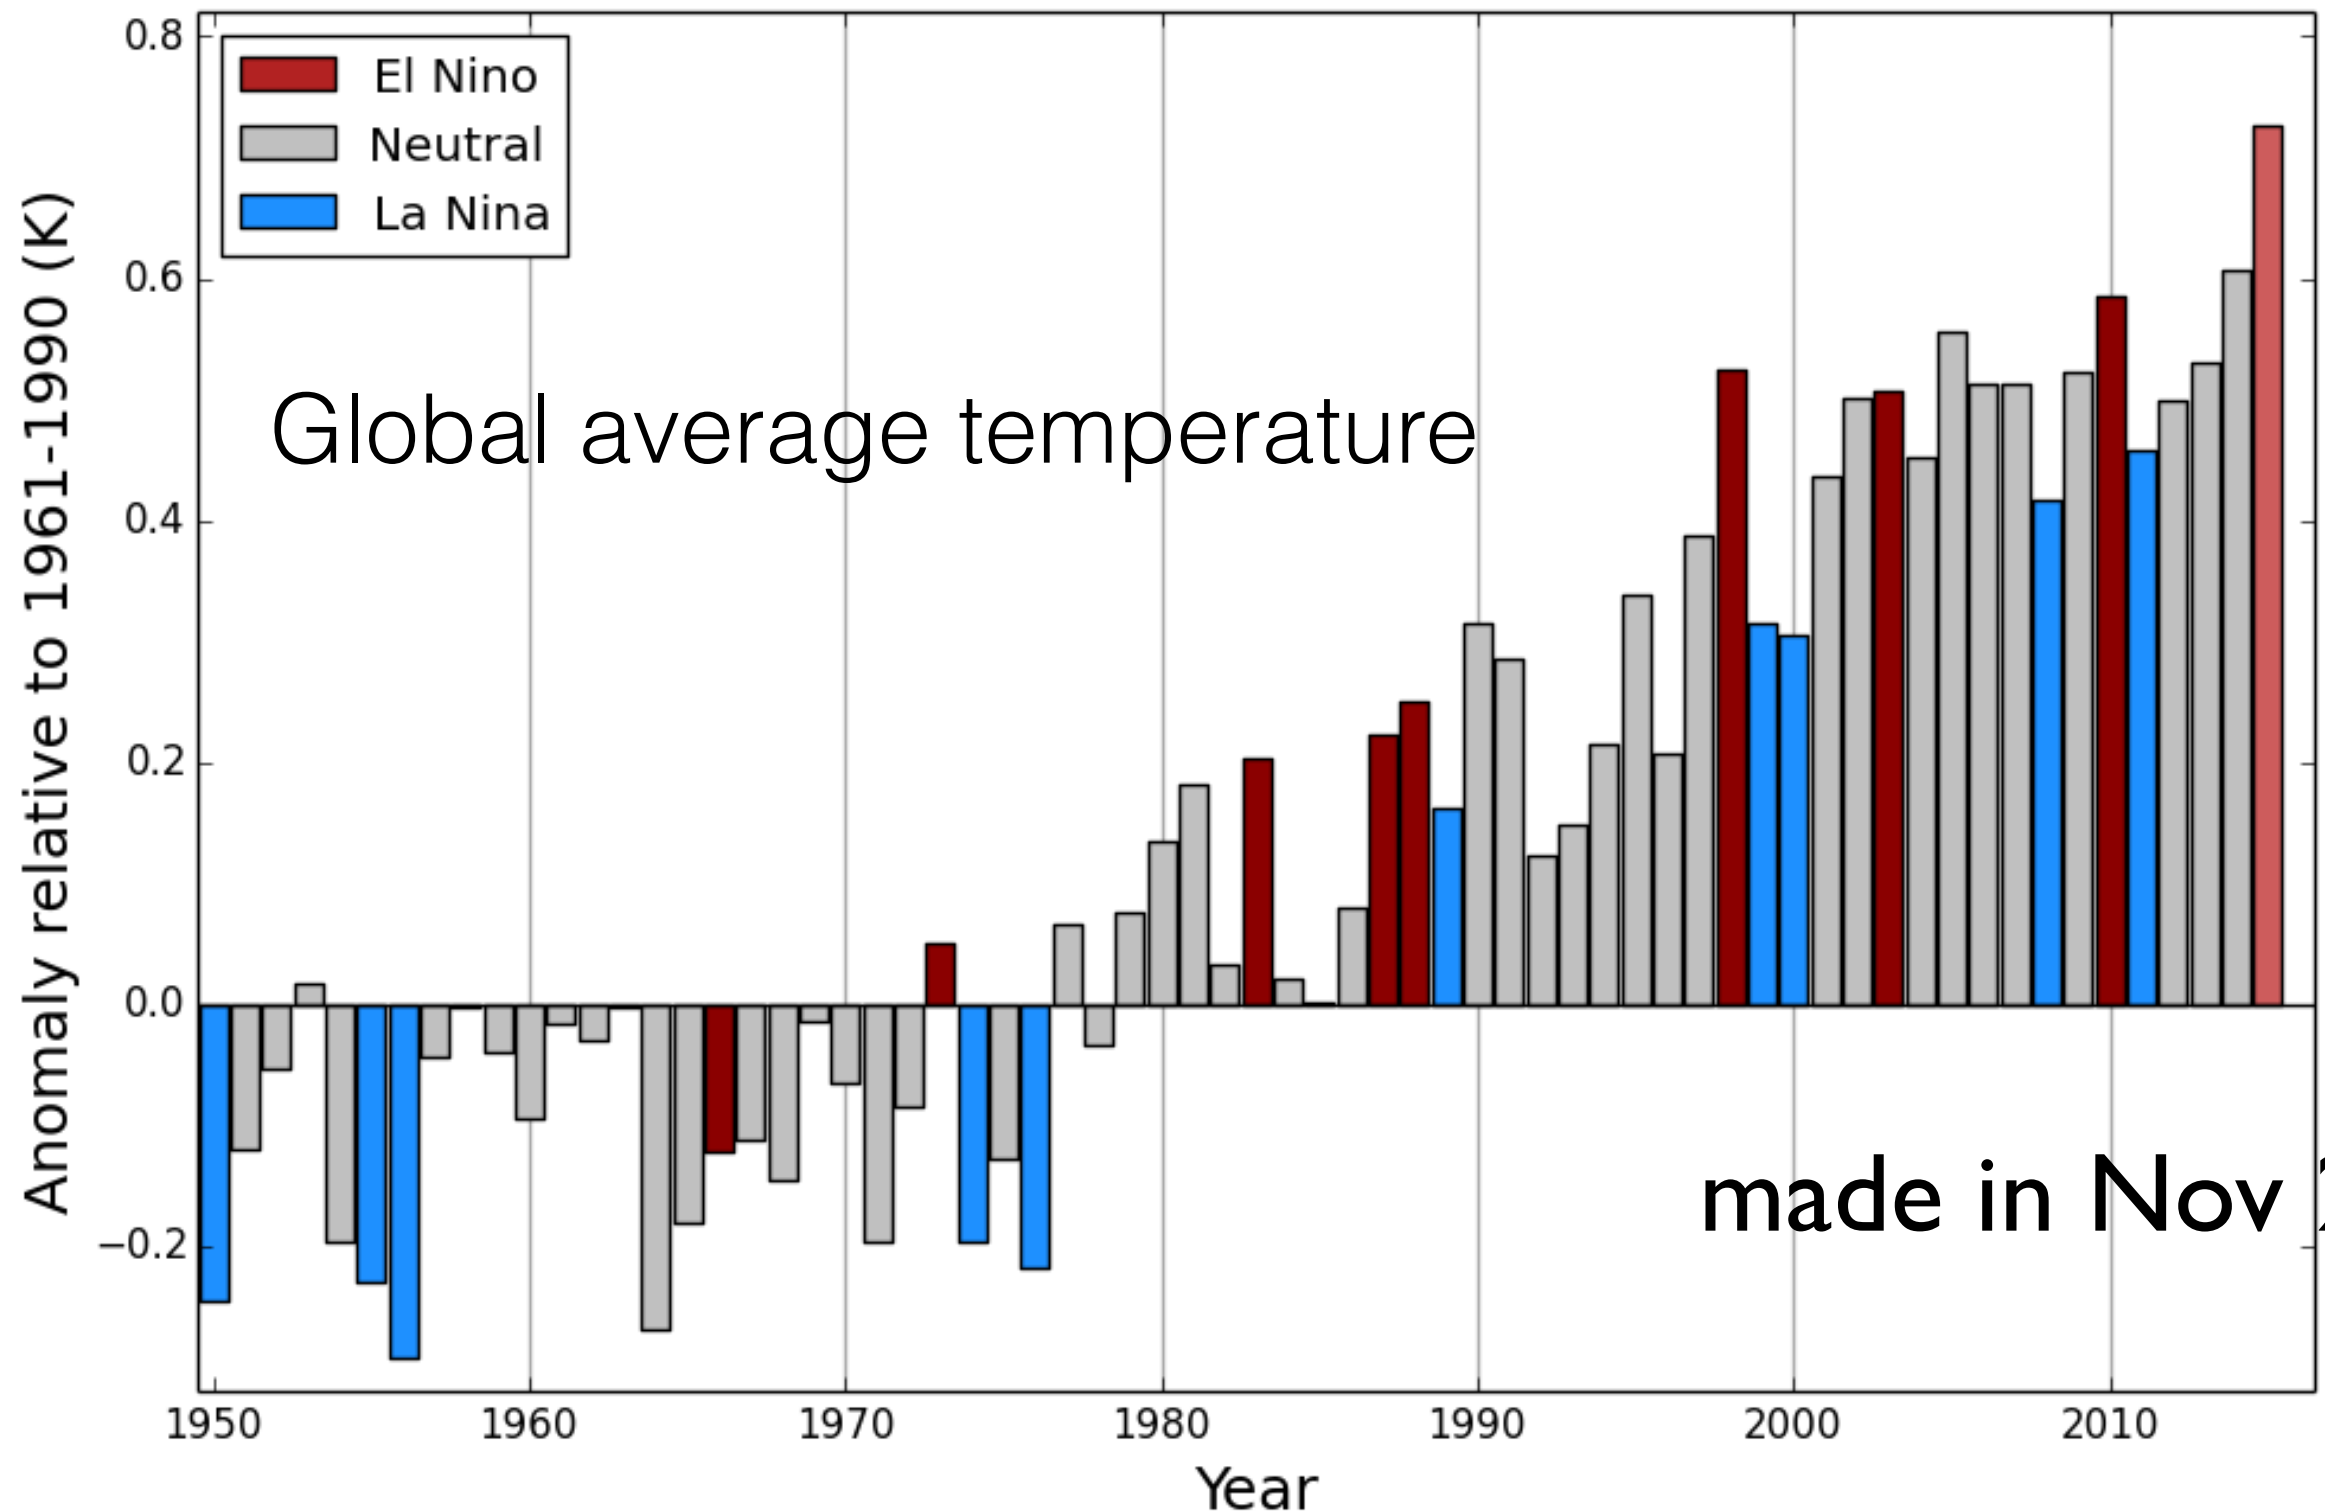 0.8
El Nino
Neutral
La Nina
0.6
Global average temperature
0.4
0.2
0.0
−0.2
made in Nov
Anomaly relative to 1961-1990 (K)
1950 1960 1970 1980 1990 2000 2010
Year